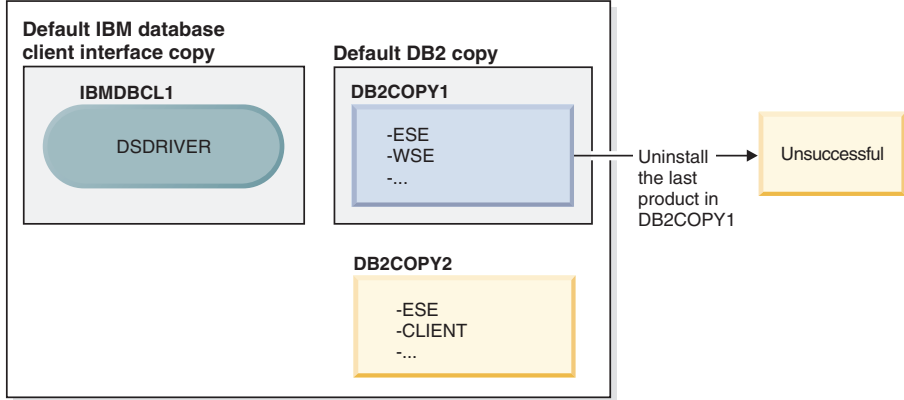 Default IBM database
client interface copy
IBMDBCL1
DSDRIVER
Default DB2 copy
DB2COPY1
-ESE
-WSE
-...
Uninstall
the last
product in
DB2COPY1
Unsuccessful
DB2COPY2
-ESE
-CLIENT
-...